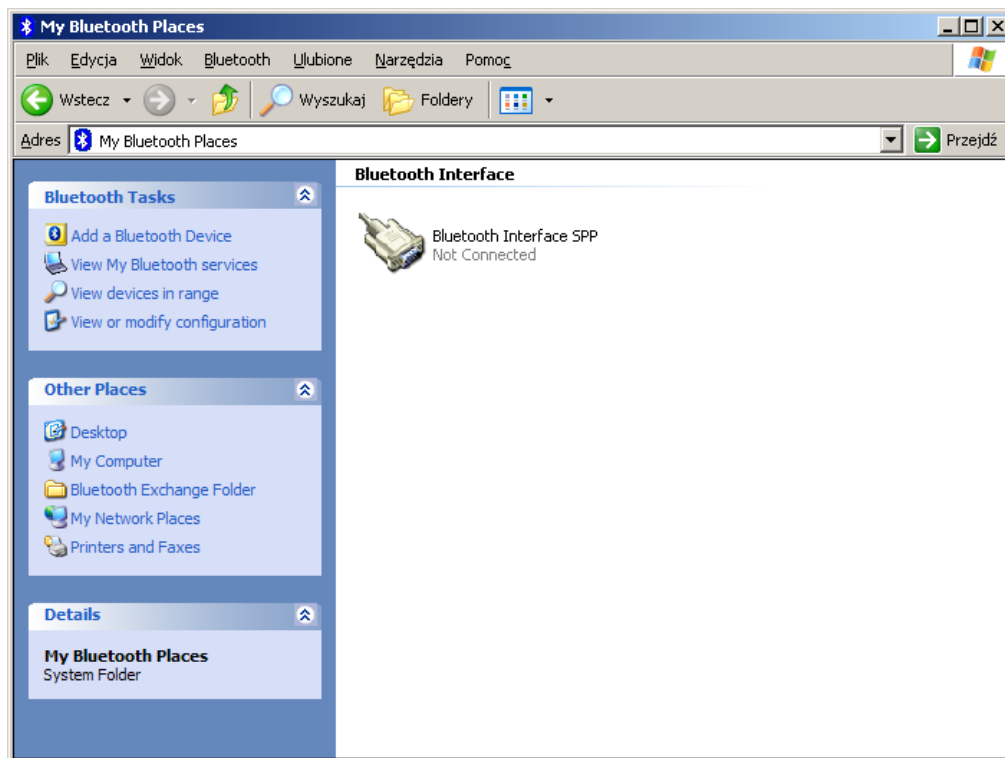 My Bluetooth Places
Plik Edycja Widok Bluetooth Ulubione Narzędzia Pomoc
Wstecz Wyszukaj Foldery
Adres My Bluetooth Places Przejdź
Bluetooth Tasks
Add a Bluetooth Device
View My Bluetooth services
View devices in range
View or modify configuration
Other Places
Desktop
My Computer
Bluetooth Exchange Folder
My Network Places
Printers and Faxes
Details
My Bluetooth Places
System Folder
Bluetooth Interface
Bluetooth Interface SPP
Not Connected